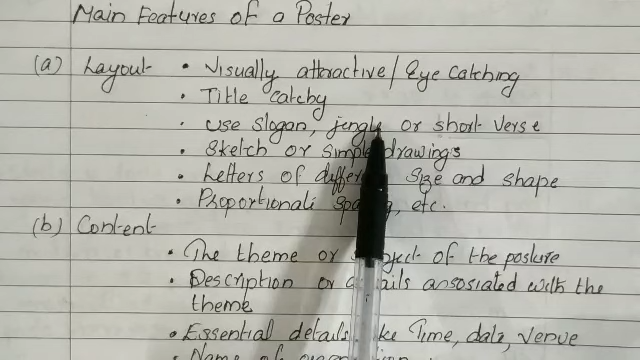 Main Features of a Poster
(a) Layout • Visually attractive/Eye Catching
• Title catchy
• Use slogan, jingle or short verse
• Sketch or simple drawings
• Letters of size and shape
• etc.
(b) Content
• The theme or of the posture
• Description or ansosiated with the
theme
• Essential details Time, date, venue
• Name of